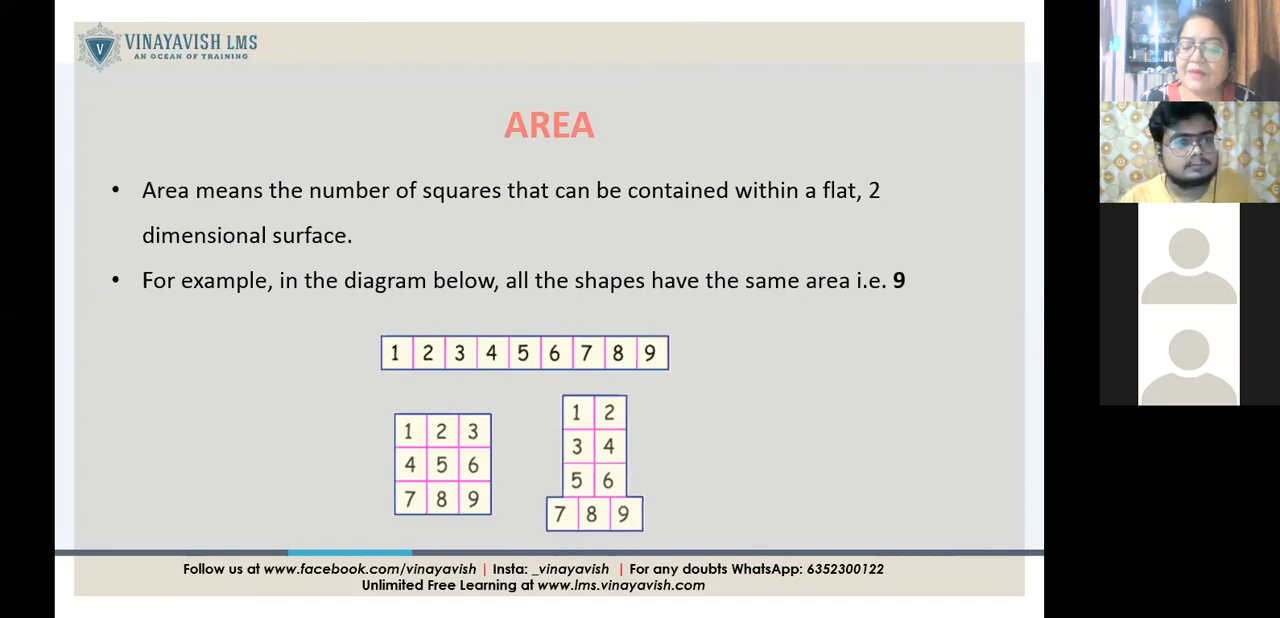 V
VINAYAVISH LMS
AN OCEAN OF TRAINING
AREA
• Area means the number of squares that can be contained within a flat, 2
dimensional surface.
• For example, in the diagram below, all the shapes have the same area i.e. 9
1 2 3 4 5 6 7 8 9
1 2 3
4 5 6
7 8 9
1 2
3 4
5 6
7 8 9
Follow us at www.facebook.com/vinayavish | Insta: _vinayavish | For any doubts WhatsApp: 6352300122
Unlimited Free Learning at www.lms.vinayavish.com